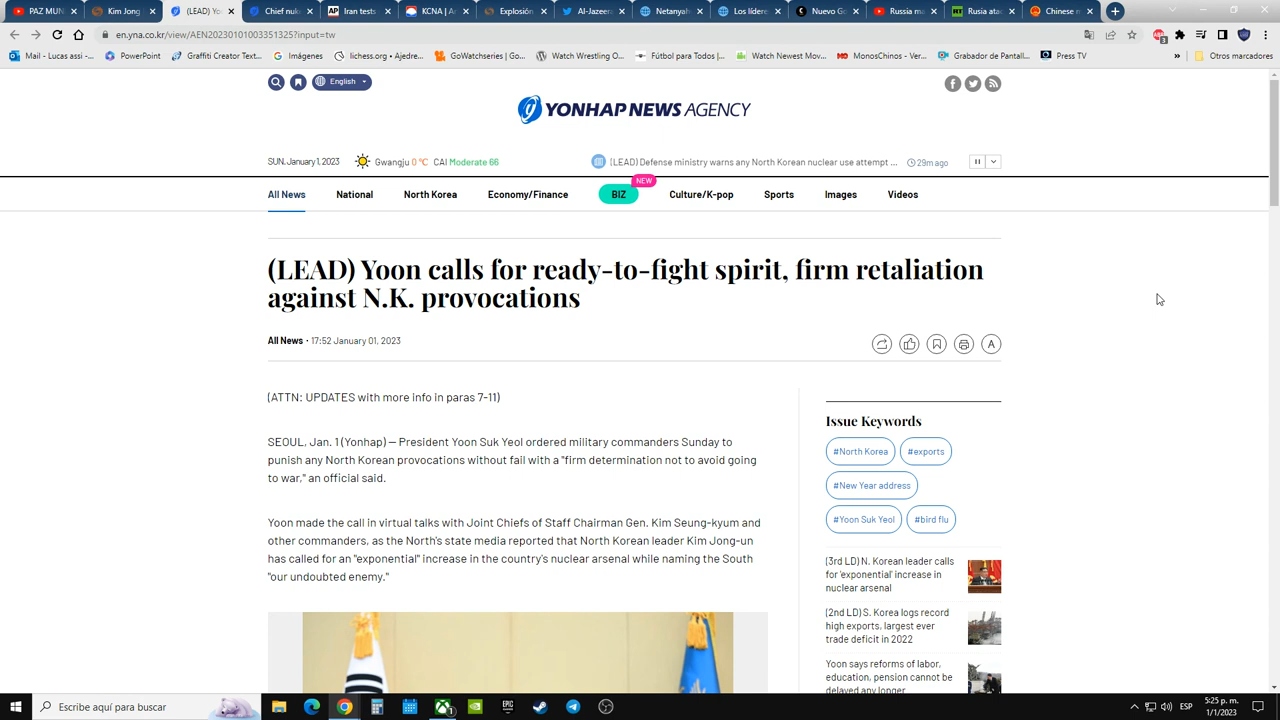 PAZ MUN
Kim Jong
(LEAD) Yo
Chief nuk
Iran tests
KCNA | A
Explosión
Al-Jazeera
Netanyah
Los lídere
Nuevo Go
Russia ma
Rusia ata
Chinese m
en.yna.co.kr/view/AEN20230101003351325?input=tw
3
Mail - Lucas assi -...
PowerPoint
Graffiti Creator Test...
Imágenes
lichess.org • Ajedre...
GoWatchseries | Go...
Watch Wrestling O...
Fútbol para Todos |...
Watch Newest Mov...
MonosChinos - Ver...
Grabador de Pantall...
Press TV
»
Otros marcadores
English
YONHAP NEWS AGENCY
SUN, January 1, 2023
Gwangju 0 ℃ CAI Moderate 66
(LEAD) Defense ministry warns any North Korean nuclear use attempt ...
29m ago
NEW
All News
National
North Korea
Economy/Finance
BIZ
Culture/K-pop
Sports
Images
Videos
(LEAD) Yoon calls for ready-to-fight spirit, firm retaliation
against N.K. provocations
All News · 17:52 January 01, 2023
A
(ATTN: UPDATES with more info in paras 7-11)
SEOUL, Jan. 1 (Yonhap) — President Yoon Suk Yeol ordered military commanders Sunday to
punish any North Korean provocations without fail with a "firm determination not to avoid going
to war," an official said.
Yoon made the call in virtual talks with Joint Chiefs of Staff Chairman Gen. Kim Seung-kyum and
other commanders, as the North's state media reported that North Korean leader Kim Jong-un
has called for an "exponential" increase in the country's nuclear arsenal while naming the South
"our undoubted enemy."
Issue Keywords
#North Korea
#exports
#New Year address
#Yoon Suk Yeol
#bird flu
(3rd LD) N. Korean leader calls
for 'exponential' increase in
nuclear arsenal
(2nd LD) S. Korea logs record
high exports, largest ever
trade deficit in 2022
Yoon says reforms of labor,
education, pension cannot be
delayed any longer
Escribe aquí para buscar
1
EPIC
ESP
5:25 p. m.
1/1/2023